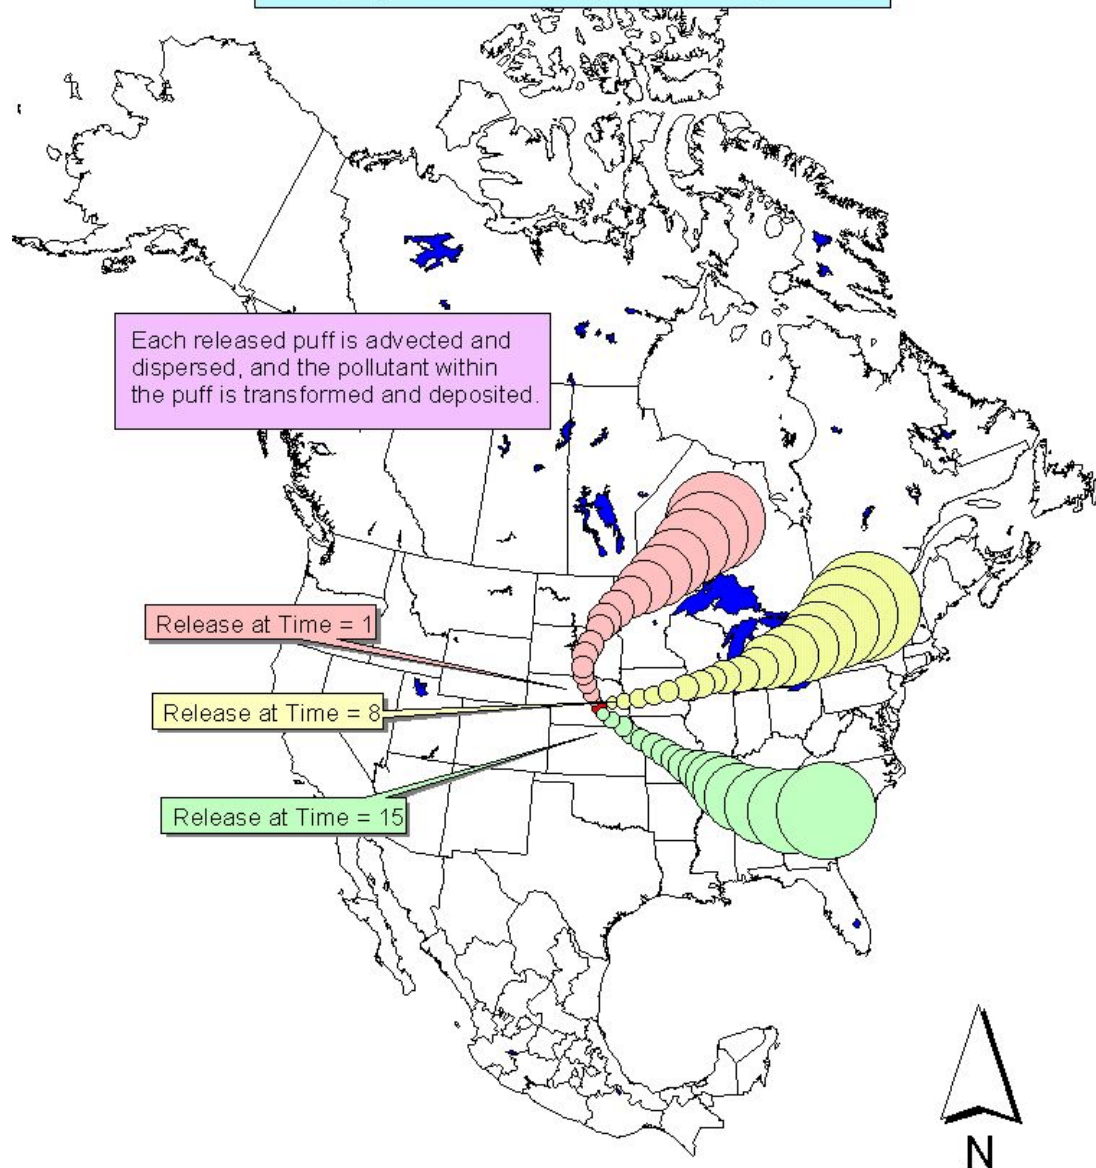 Each released puff is advected and
dispersed, and the pollutant within
the puff is transformed and deposited.
Release at Time = 1
Release at Time = 8
Release at Time = 15
N